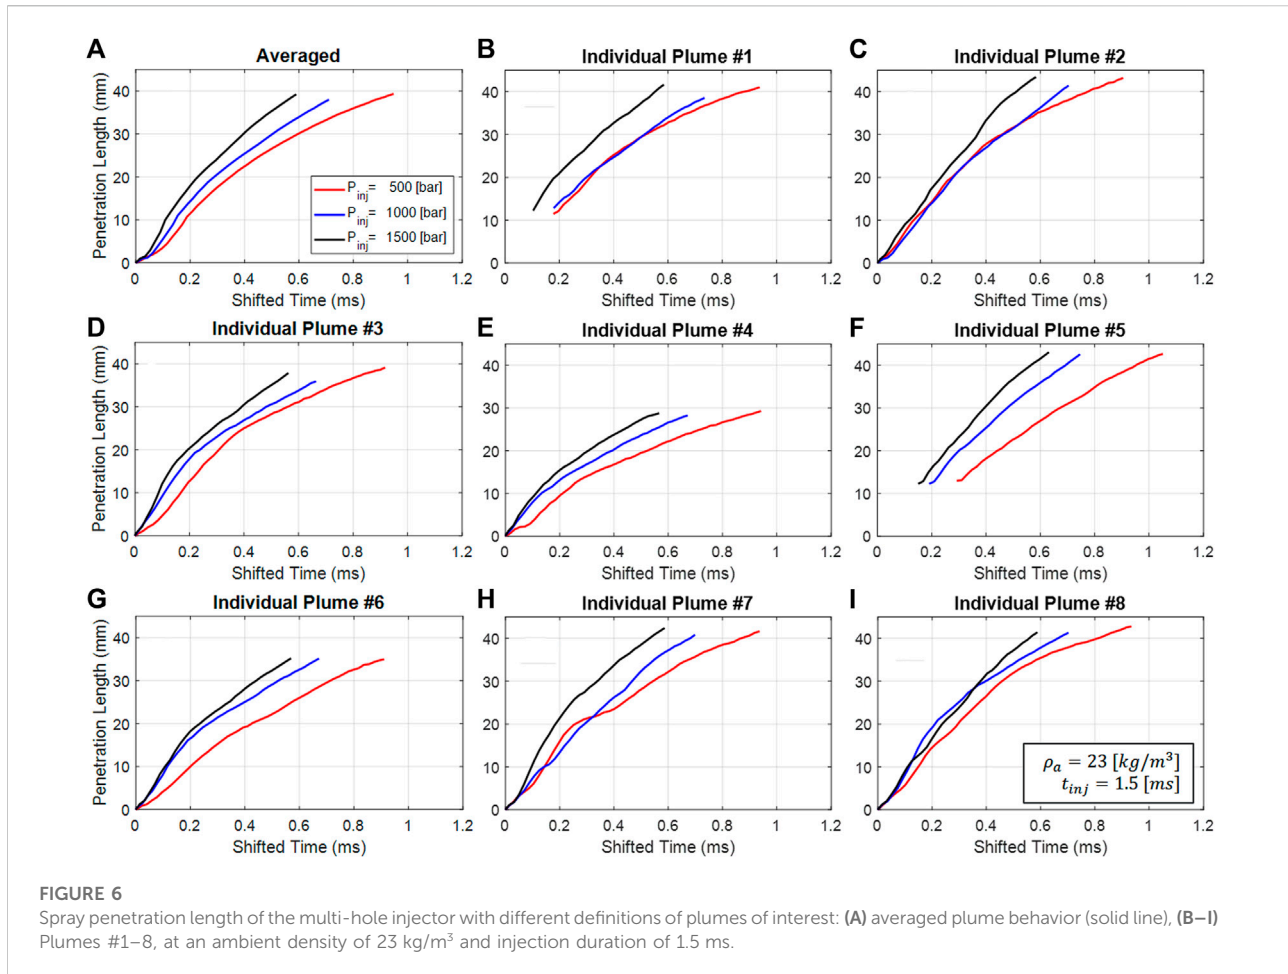 A
Averaged
Penetration Length (mm)
40
30
20
10
0
P_inj= 500 [bar]
P_inj= 1000 [bar]
P_inj= 1500 [bar]
0 0.2 0.4 0.6 0.8 1 1.2
Shifted Time (ms)
B
Individual Plume #1
40
30
20
10
0
0 0.2 0.4 0.6 0.8 1 1.2
Shifted Time (ms)
C
Individual Plume #2
40
30
20
10
0
0 0.2 0.4 0.6 0.8 1 1.2
Shifted Time (ms)
D
Individual Plume #3
Penetration Length (mm)
40
30
20
10
0
0 0.2 0.4 0.6 0.8 1 1.2
Shifted Time (ms)
E
Individual Plume #4
40
30
20
10
0
0 0.2 0.4 0.6 0.8 1 1.2
Shifted Time (ms)
F
Individual Plume #5
40
30
20
10
0
0 0.2 0.4 0.6 0.8 1 1.2
Shifted Time (ms)
G
Individual Plume #6
Penetration Length (mm)
40
30
20
10
0
0 0.2 0.4 0.6 0.8 1 1.2
Shifted Time (ms)
H
Individual Plume #7
40
30
20
10
0
0 0.2 0.4 0.6 0.8 1 1.2
Shifted Time (ms)
I
Individual Plume #8
40
30
20
10
0
ρ_a = 23 [kg/m³]
t_inj = 1.5 [ms]
0 0.2 0.4 0.6 0.8 1 1.2
Shifted Time (ms)
FIGURE 6
Spray penetration length of the multi-hole injector with different definitions of plumes of interest: (A) averaged plume behavior (solid line), (B–I)
Plumes #1–8, at an ambient density of 23 kg/m³ and injection duration of 1.5 ms.